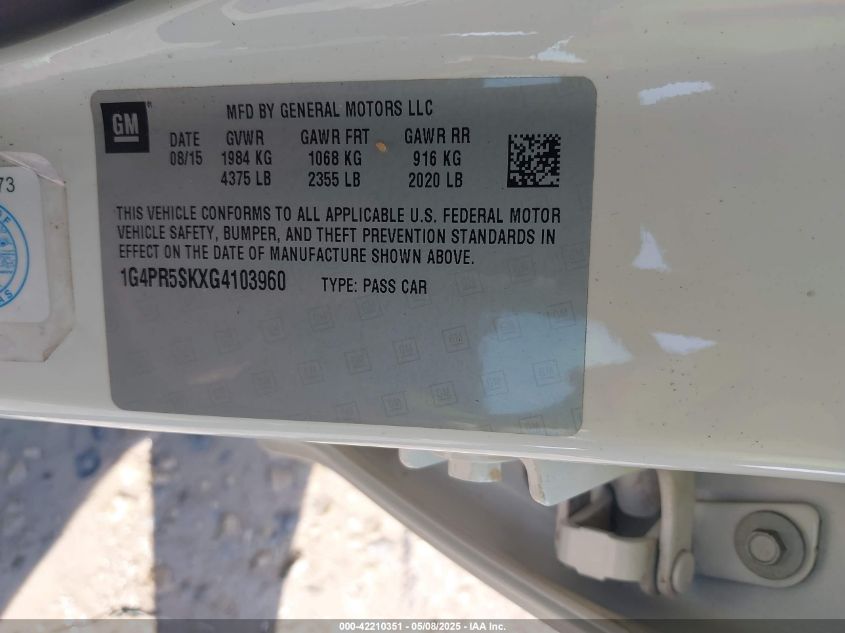 GM
MFD BY GENERAL MOTORS LLC
DATE GVWR GAWR FRT GAWR RR
08/15 1984 KG 1068 KG 916 KG
4375 LB 2355 LB 2020 LB
THIS VEHICLE CONFORMS TO ALL APPLICABLE U.S. FEDERAL MOTOR
VEHICLE SAFETY, BUMPER, AND THEFT PREVENTION STANDARDS IN
EFFECT ON THE DATE OF MANUFACTURE SHOWN ABOVE.
1G4PR5SKXG4103960 TYPE: PASS CAR
73
000-42210351 - 05/08/2025 - IAA Inc.